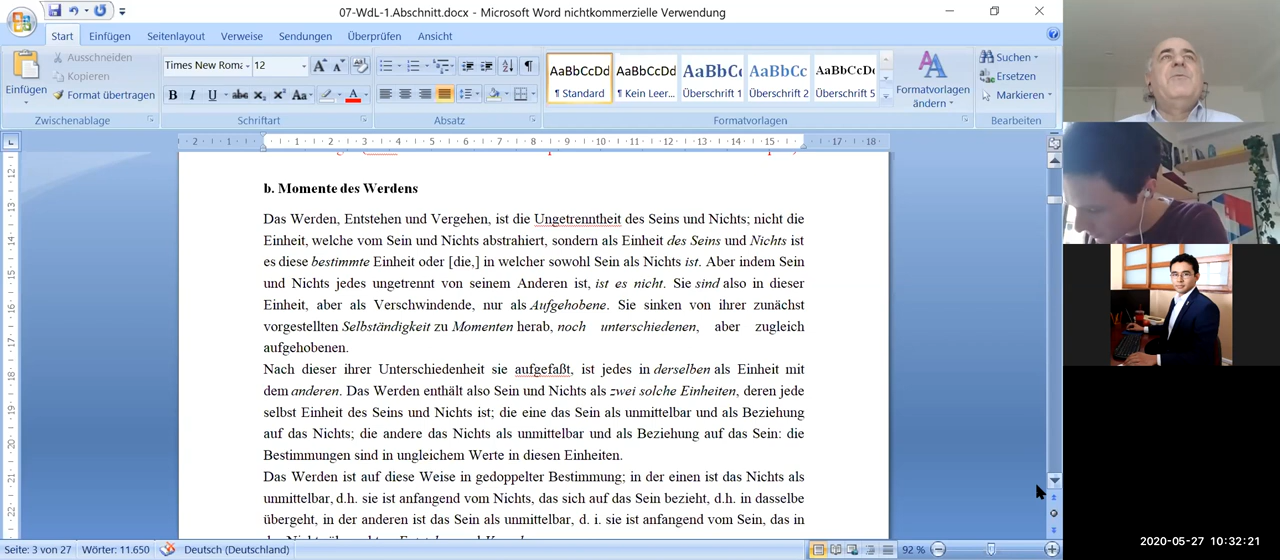 07-WdL-1.Abschnitt.docx - Microsoft Word nichtkommerzielle Verwendung
Start Einfügen Seitenlayout Verweise Sendungen Überprüfen Ansicht
Einfügen
Ausschneiden
Kopieren
Format übertragen
Zwischenablage
Times New Roma 12
Schriftart
Absatz
AaBbCcDd AaBbCcDd AaBbC AaBbCc AaBbCcDd
¶ Standard ¶ Kein Leer... Überschrift 1 Überschrift 2 Überschrift 5
Formatvorlagen ändern
Formatvorlagen
Suchen
Ersetzen
Markieren
Bearbeiten
b. Momente des Werdens
Das Werden, Entstehen und Vergehen, ist die Ungetrenntheit des Seins und Nichts; nicht die
Einheit, welche vom Sein und Nichts abstrahiert, sondern als Einheit des Seins und Nichts ist
es diese bestimmte Einheit oder [die,] in welcher sowohl Sein als Nichts ist. Aber indem Sein
und Nichts jedes ungetrennt von seinem Anderen ist, ist es nicht. Sie sind also in dieser
Einheit, aber als Verschwindende, nur als Aufgehobene. Sie sinken von ihrer zunächst
vorgestellten Selbständigkeit zu Momenten herab, noch unterschiedenen, aber zugleich
aufgehobenen.
Nach dieser ihrer Unterschiedenheit sie aufgefaßt, ist jedes in derselben als Einheit mit
dem anderen. Das Werden enthält also Sein und Nichts als zwei solche Einheiten, deren jede
selbst Einheit des Seins und Nichts ist; die eine das Sein als unmittelbar und als Beziehung
auf das Nichts; die andere das Nichts als unmittelbar und als Beziehung auf das Sein: die
Bestimmungen sind in ungleichem Werte in diesen Einheiten.
Das Werden ist auf diese Weise in gedoppelter Bestimmung; in der einen ist das Nichts als
unmittelbar, d.h. sie ist anfangend vom Nichts, das sich auf das Sein bezieht, d.h. in dasselbe
übergeht, in der anderen ist das Sein als unmittelbar, d. i. sie ist anfangend vom Sein, das in
Seite: 3 von 27 Wörter: 11.650 Deutsch (Deutschland) 92 %
2020-05-27 10:32:21